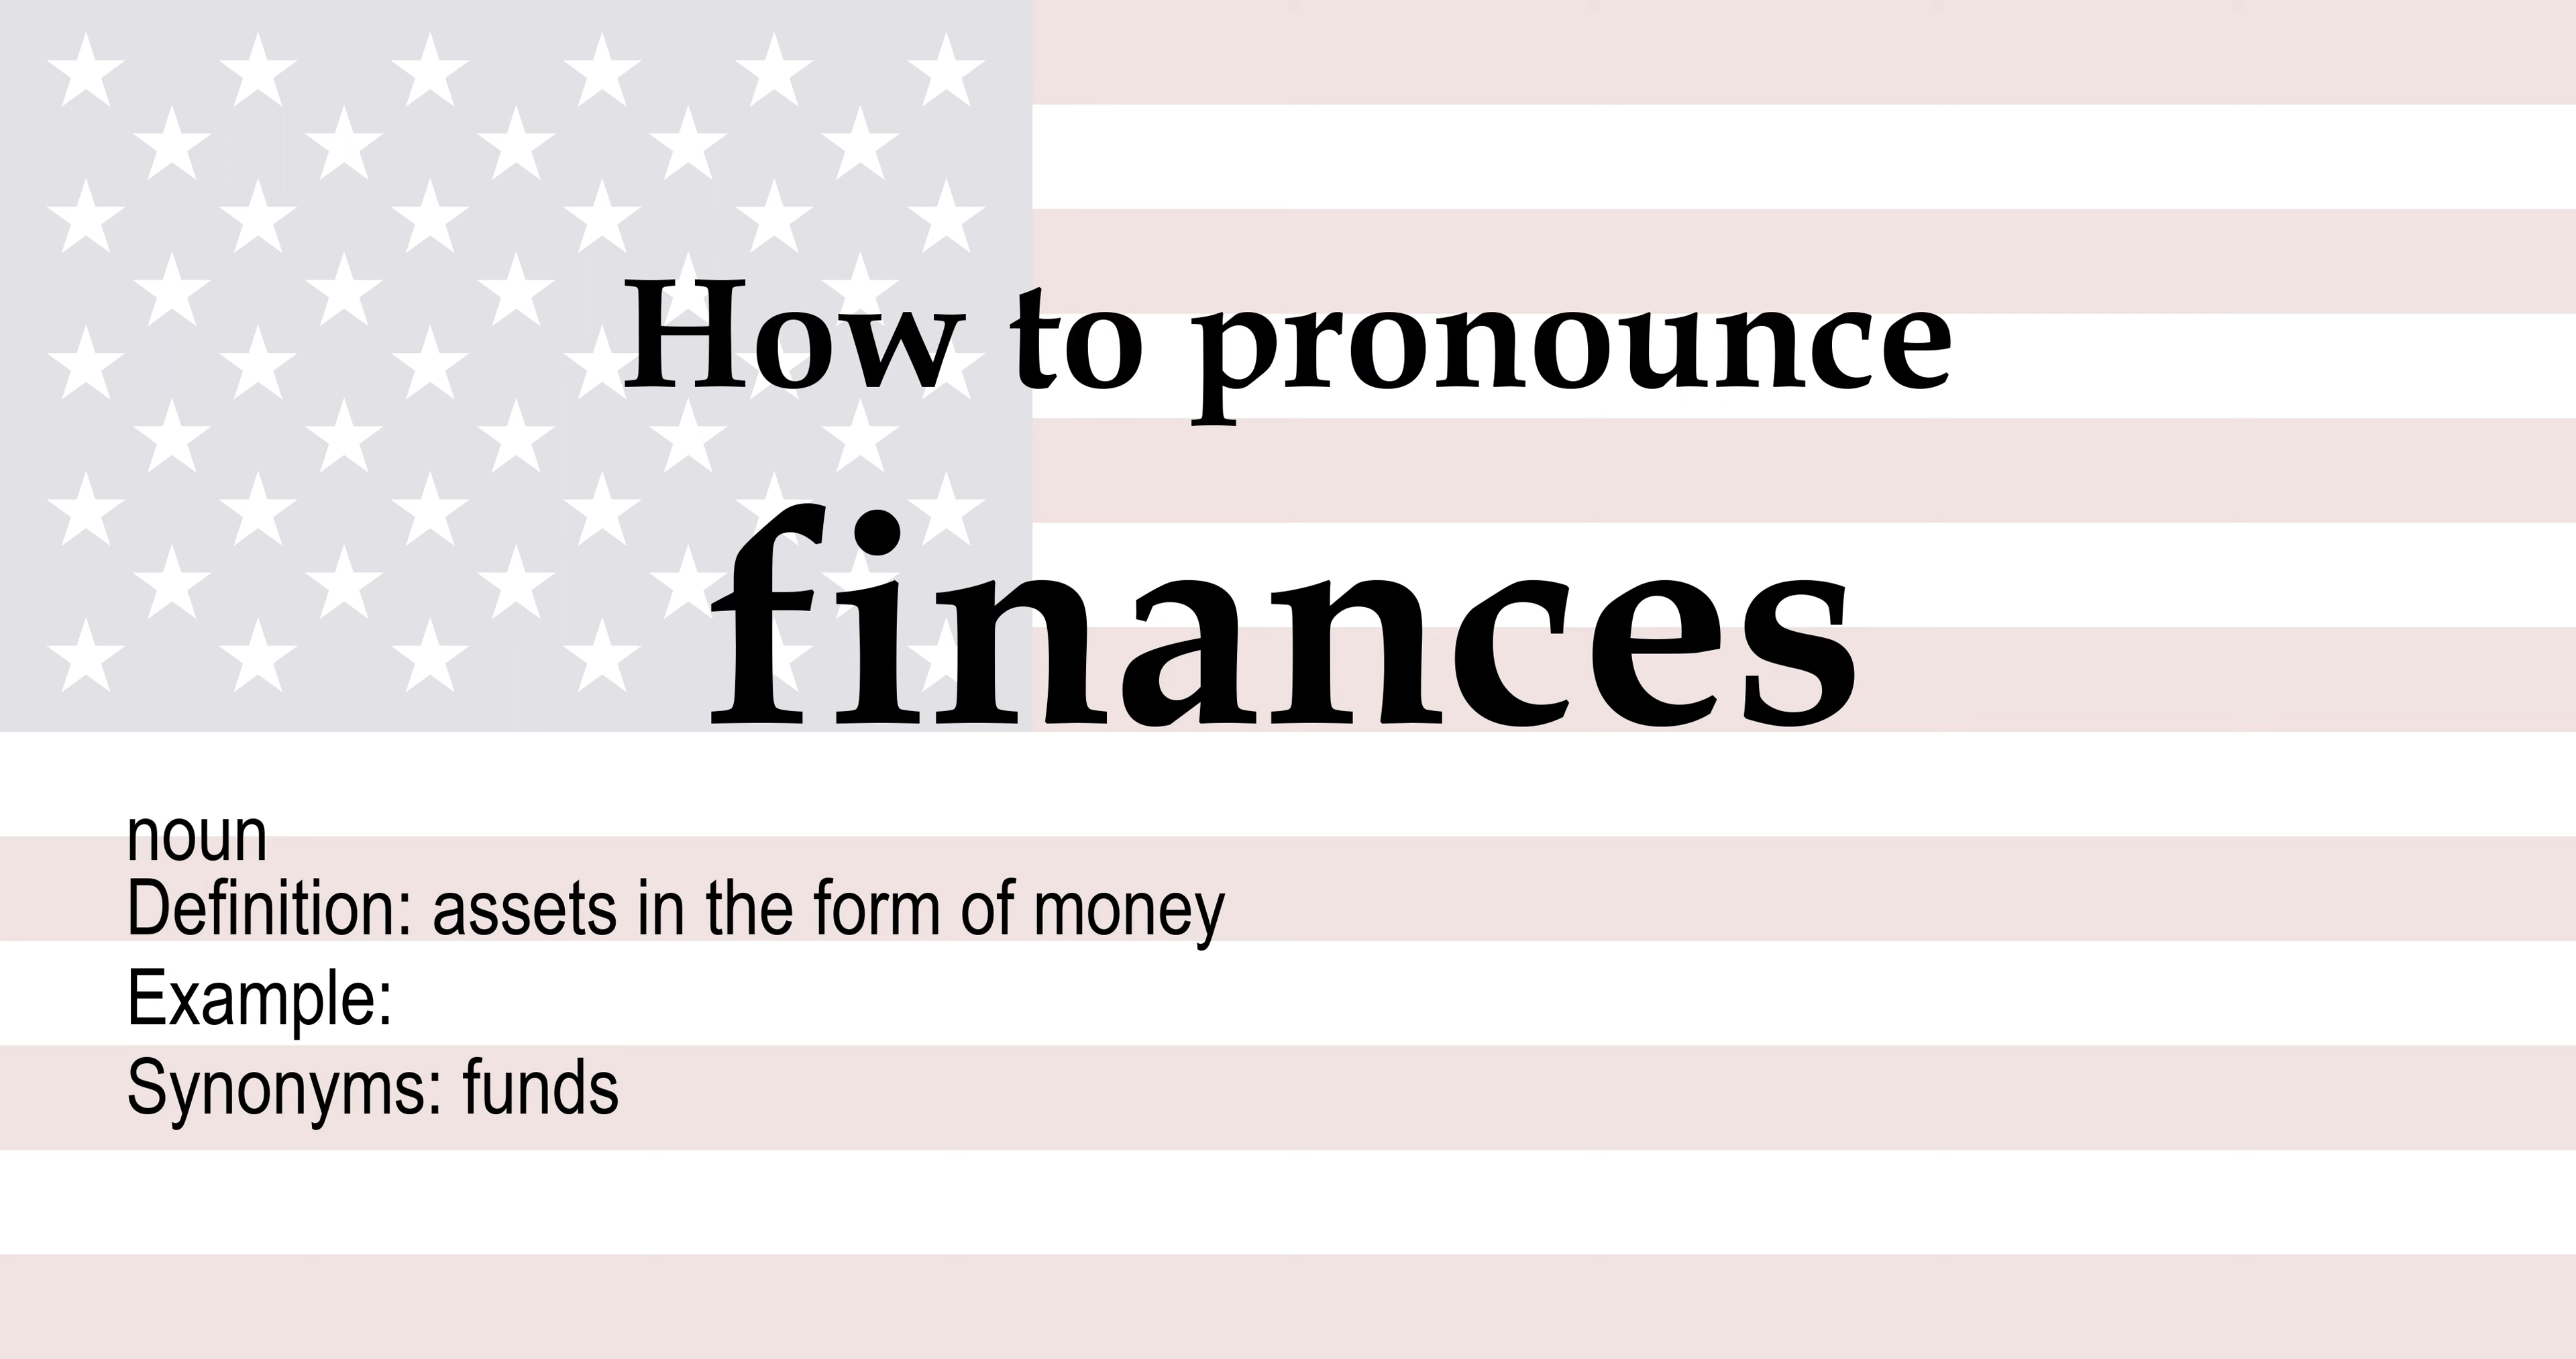 How to pronounce
finances
noun
Definition: assets in the form of money
Example:
Synonyms: funds